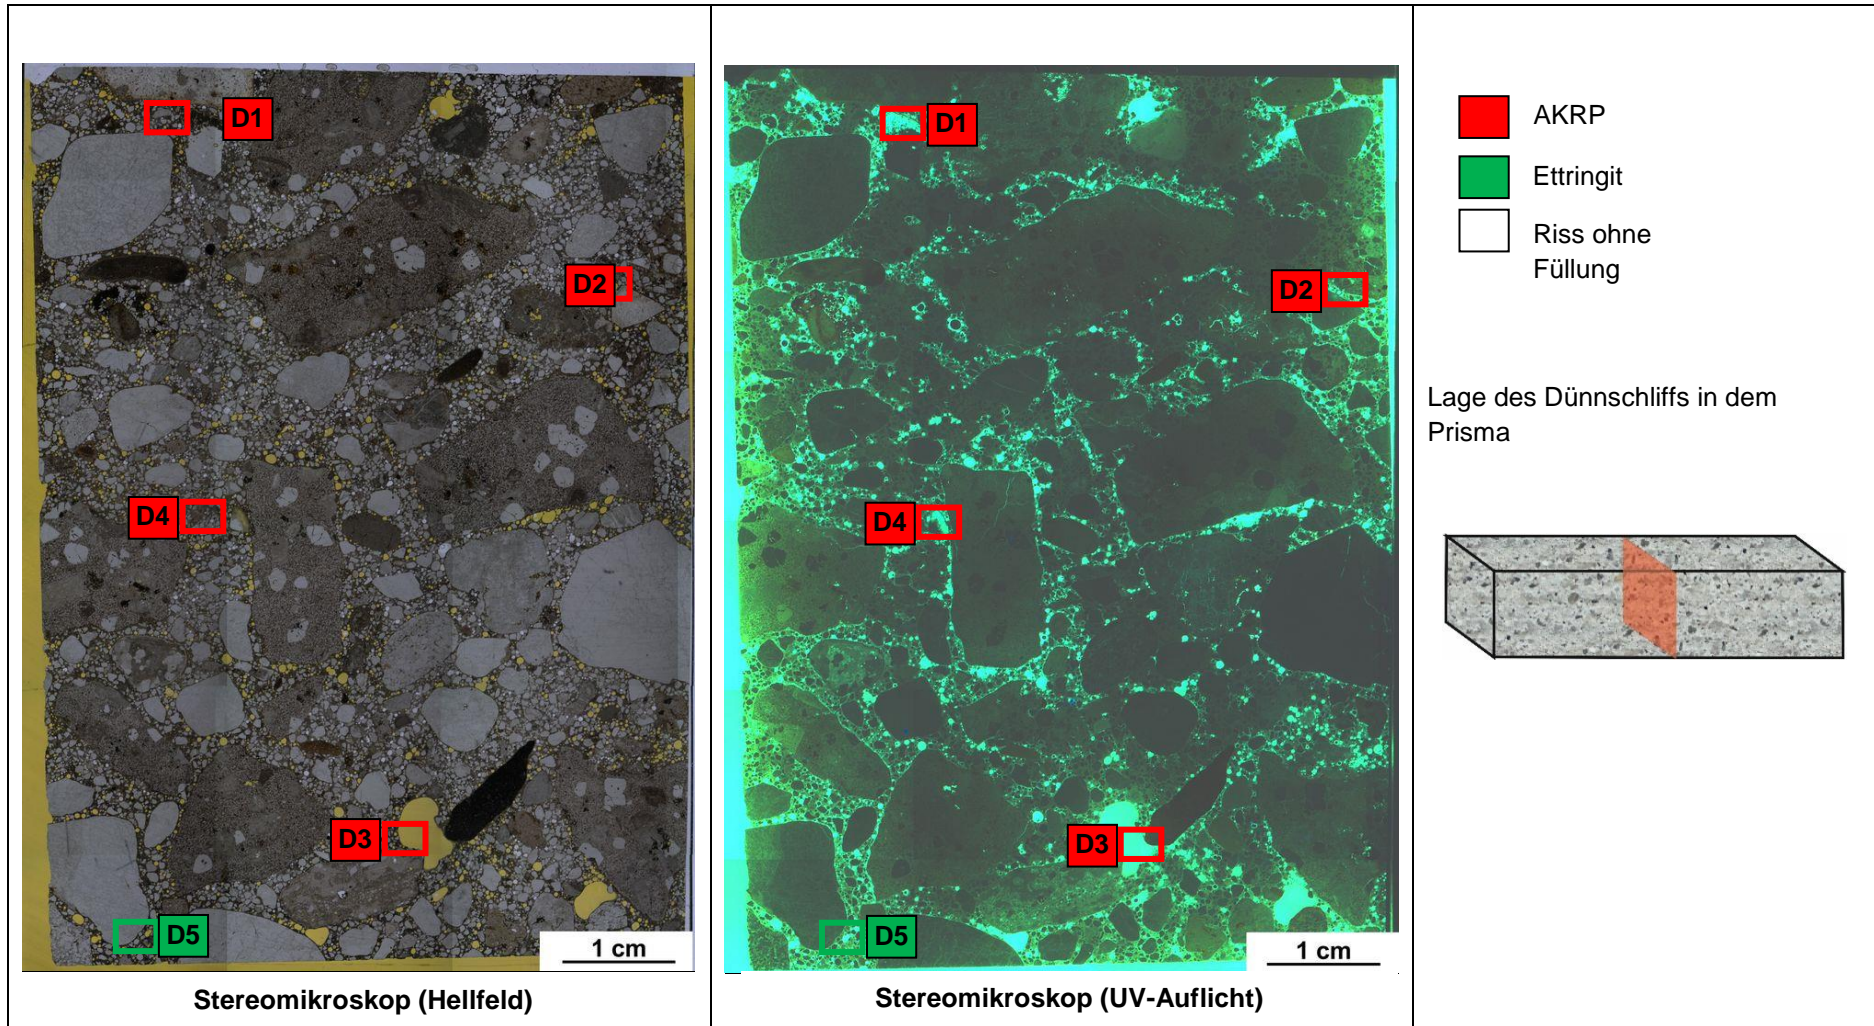 D1
D2
D4
D3
D5
1 cm
Stereomikroskop (Hellfeld)
D1
D2
D4
D3
D5
1 cm
Stereomikroskop (UV-Auflicht)
AKRP
Ettringit
Riss ohne
Füllung
Lage des Dünnschliffs in dem
Prisma